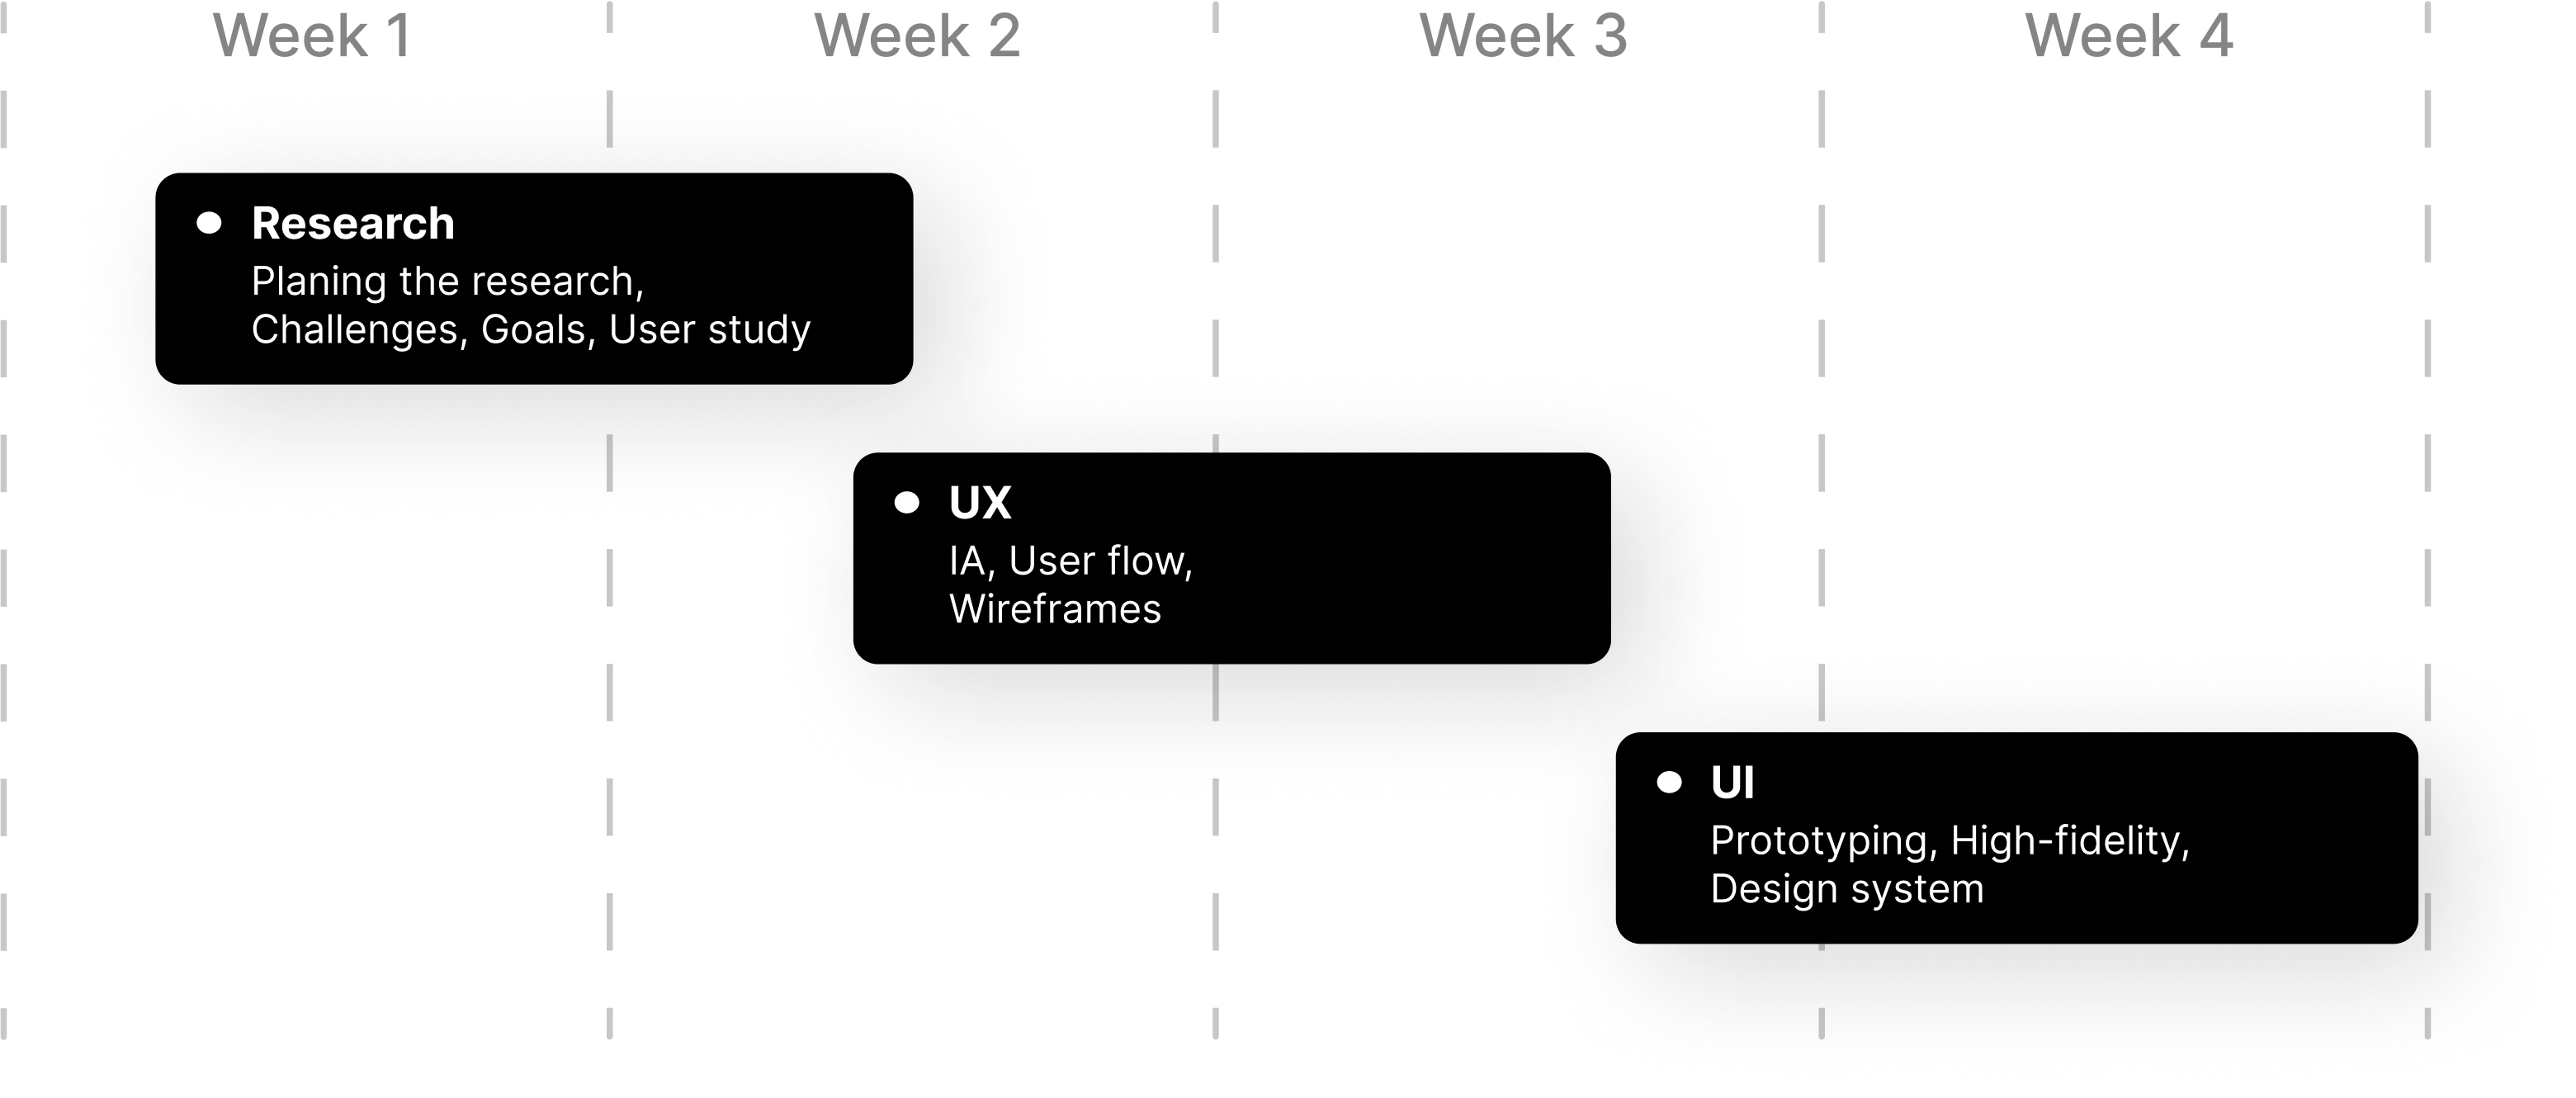 Week 1
Week 2
Week 3
Week 4
Research
Planing the research,
Challenges, Goals, User study
UX
IA, User flow,
Wireframes
UI
Prototyping, High-fidelity,
Design system